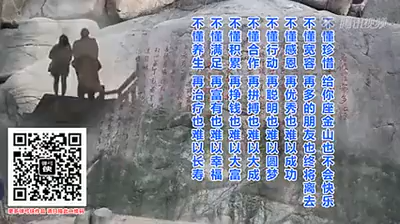 腾讯视频
不懂珍惜 给你座金山也不会快乐
不懂宽容 再多的朋友也终将离去
不懂感恩 再优秀也难以成功
不懂行动 再聪明也难以圆梦
不懂合作 再拼搏也难以大成
不懂积累 再挣钱也难以大富
不懂满足 再富有也难以幸福
不懂养生 再治疗也难以长寿